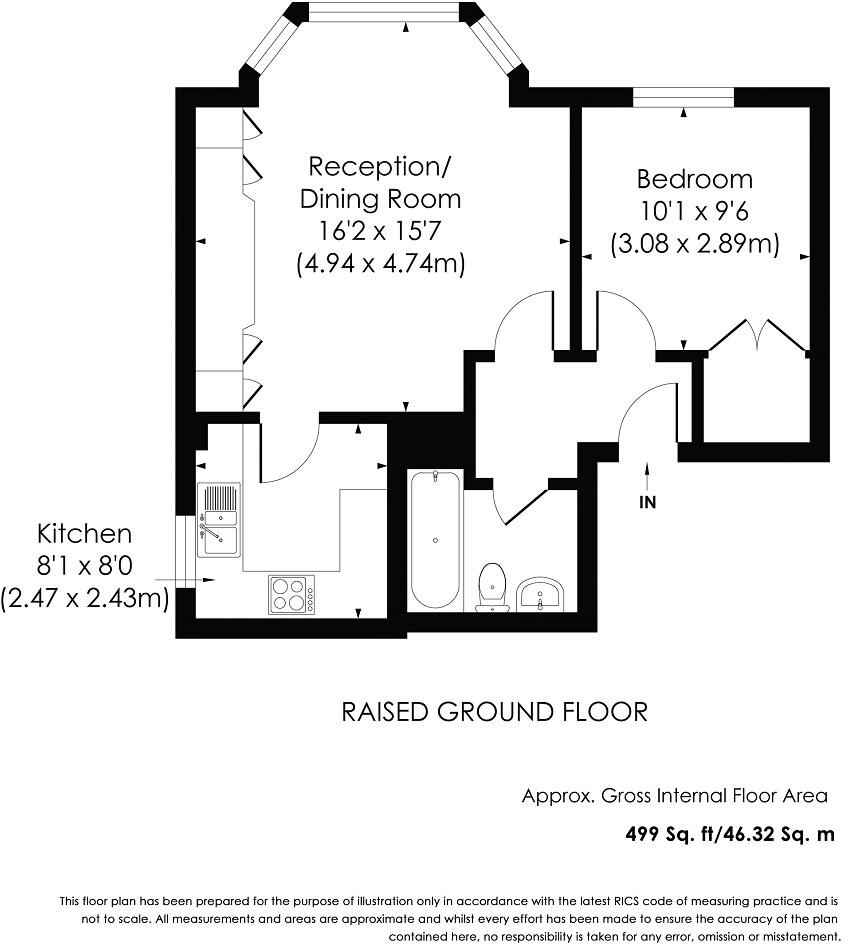 Reception/
Dining Room
16'2 x 15'7
(4.94 x 4.74m)
Bedroom
10'1 x 9'6
(3.08 x 2.89m)
IN
Kitchen
8'1 x 8'0
(2.47 x 2.43m)
RAISED GROUND FLOOR
Approx. Gross Internal Floor Area
499 Sq. ft/46.32 Sq. m
This floor plan has been prepared for the purpose of illustration only in accordance with the latest RICS code of measuring practice and is
not to scale. All measurements and areas are approximate and whilst every effort has been made to ensure the accuracy of the plan
contained here, no responsibility is taken for any error, omission or misstatement.